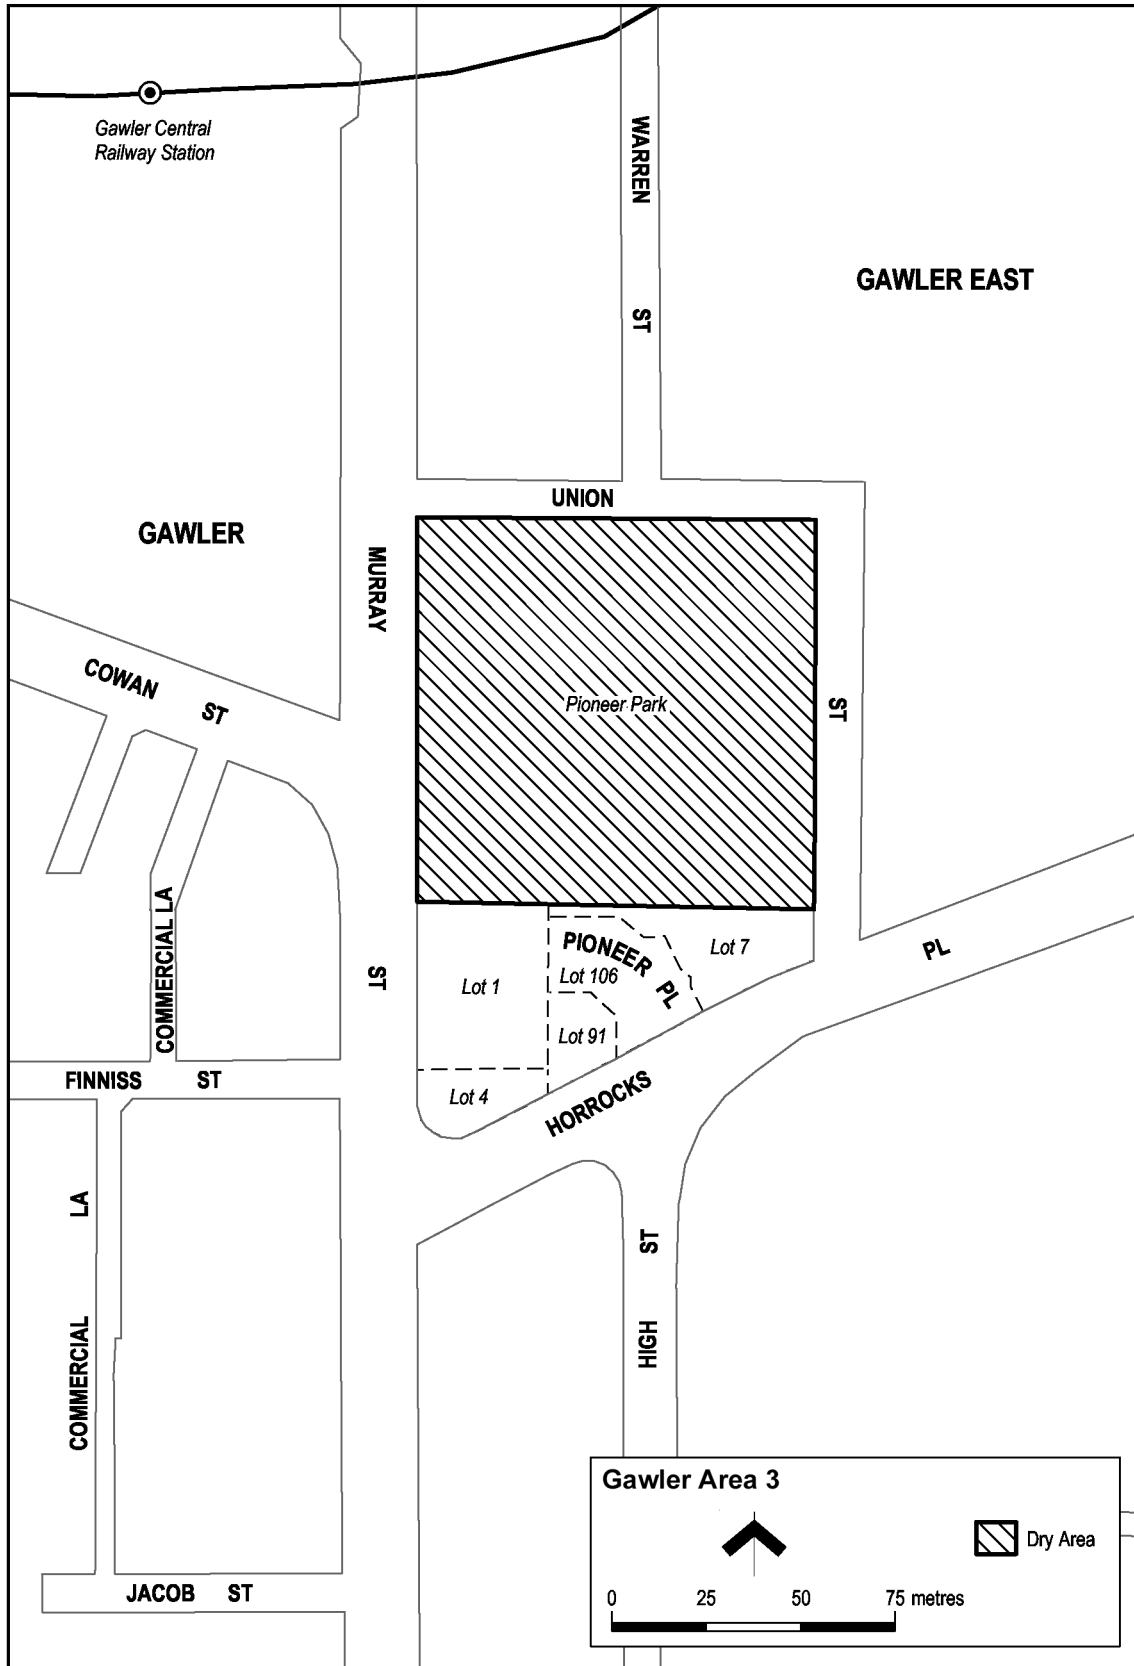 Gawler Central
Railway Station
WARREN
ST
GAWLER EAST
UNION
ST
GAWLER
MURRAY
ST
COWAN
ST
Pioneer Park
COMMERCIAL LA
PIONEER
PL
Lot 7
Lot 106
Lot 1
Lot 91
Lot 4
HORROCKS
PL
FINNISS
ST
COMMERCIAL
LA
HIGH
ST
JACOB
ST
Gawler Area 3
Dry Area
0 25 50 75 metres